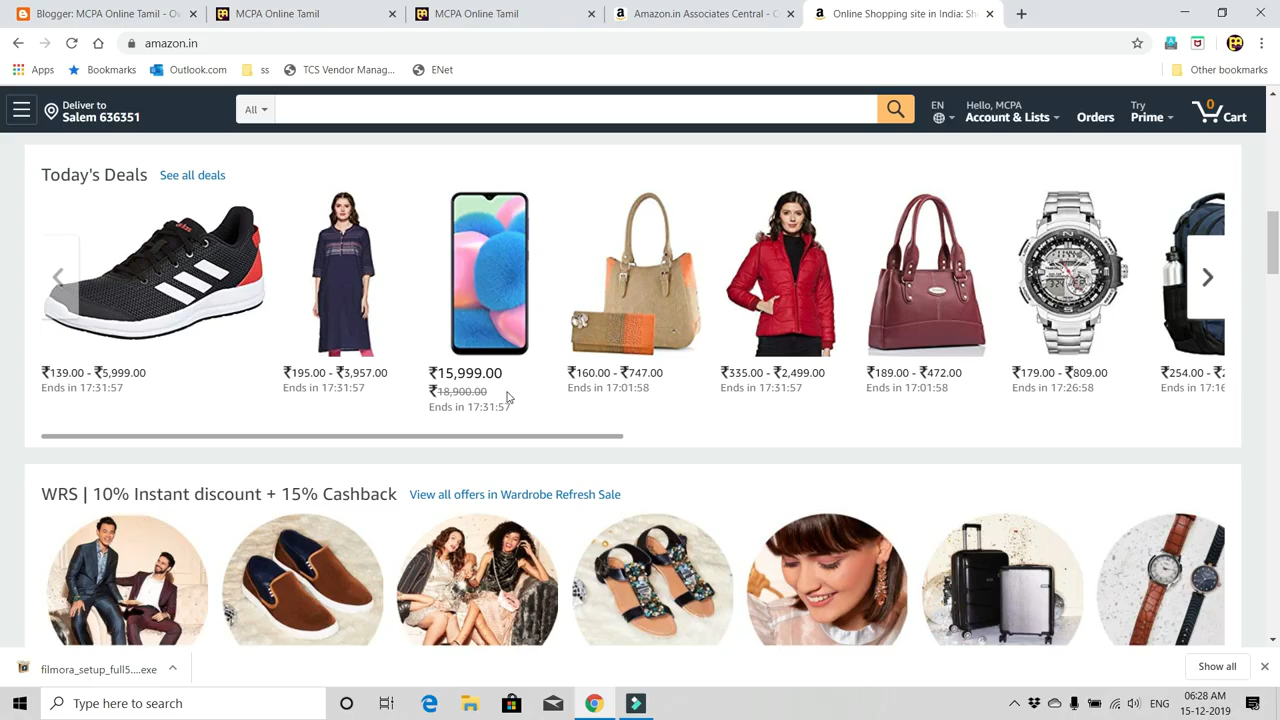 Blogger: MCPA Online Tamil - Ov
MCPA Online Tamil
MCPA Online Tamil
Amazon.in Associates Central - C
Online Shopping site in India: Sh
amazon.in
Apps
Bookmarks
Outlook.com
ss
TCS Vendor Manag...
ENet
Other bookmarks
Deliver to
Salem 636351
All
EN
Hello, MCPA
Account & Lists
Orders
Try
Prime
0
Cart
Today's Deals
See all deals
₹139.00 - ₹5,999.00
Ends in 17:31:57
₹195.00 - ₹3,957.00
Ends in 17:31:57
₹15,999.00
₹18,900.00
Ends in 17:31:57
₹160.00 - ₹747.00
Ends in 17:01:58
₹335.00 - ₹2,499.00
Ends in 17:31:57
₹189.00 - ₹472.00
Ends in 17:01:58
₹179.00 - ₹809.00
Ends in 17:26:58
₹254.00 - ₹
Ends in 17:16
WRS | 10% Instant discount + 15% Cashback
View all offers in Wardrobe Refresh Sale
filmora_setup_full5....exe
Show all
Type here to search
ENG
06:28 AM
15-12-2019